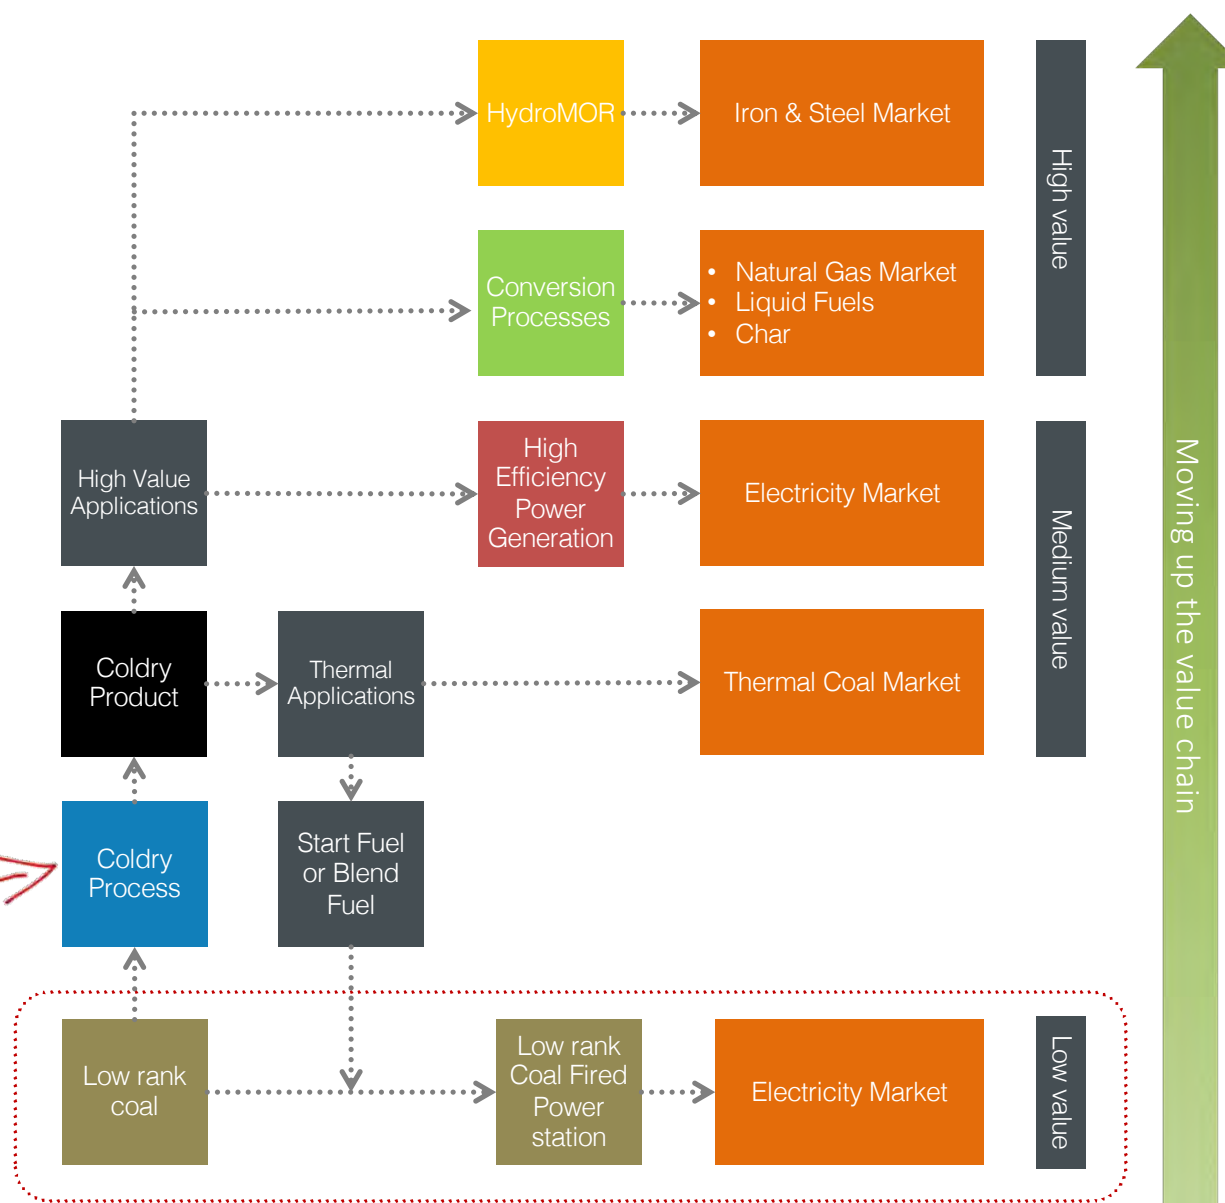 HydroMOR
Iron & Steel Market
High value
Conversion
Processes
• Natural Gas Market
• Liquid Fuels
• Char
High Value
Applications
High
Efficiency
Power
Generation
Electricity Market
Medium value
Moving up the value chain
Coldry
Product
Thermal
Applications
Thermal Coal Market
Coldry
Process
Start Fuel
or Blend
Fuel
Low rank
coal
Low rank
Coal Fired
Power
station
Electricity Market
Low value